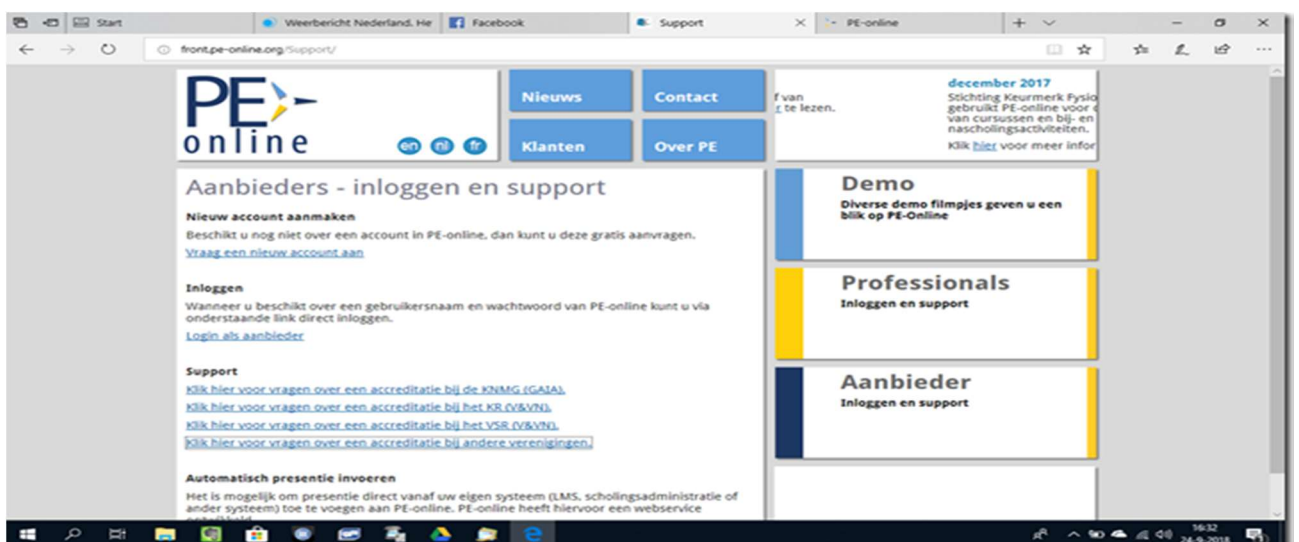 Start
Weerbericht Nederland. He
Facebook
Support
PE-online
front.pe-online.org/Support/
PE
online
en nl fr
Nieuws
Contact
Klanten
Over PE
f van
r te lezen.
december 2017
Stichting Keurmerk Fysio
gebruikt PE-online voor
van cursussen en bij- en
nascholingsactiviteiten.
Klik hier voor meer infor
Aanbieders - inloggen en support
Nieuw account aanmaken
Beschikt u nog niet over een account in PE-online, dan kunt u deze gratis aanvragen.
Vraag een nieuw account aan
Inloggen
Wanneer u beschikt over een gebruikersnaam en wachtwoord van PE-online kunt u via
onderstaande link direct inloggen.
Login als aanbieder
Support
Klik hier voor vragen over een accreditatie bij de KNMG (GAIA).
Klik hier voor vragen over een accreditatie bij het KR (V&VN).
Klik hier voor vragen over een accreditatie bij het VSR (V&VN).
Klik hier voor vragen over een accreditatie bij andere verenigingen.
Automatisch presentie invoeren
Het is mogelijk om presentie direct vanaf uw eigen systeem (LMS, scholingsadministratie of
ander systeem) toe te voegen aan PE-online. PE-online heeft hiervoor een webservice
Demo
Diverse demo filmpjes geven u een
blik op PE-Online
Professionals
Inloggen en support
Aanbieder
Inloggen en support
16:32
24-9-2018